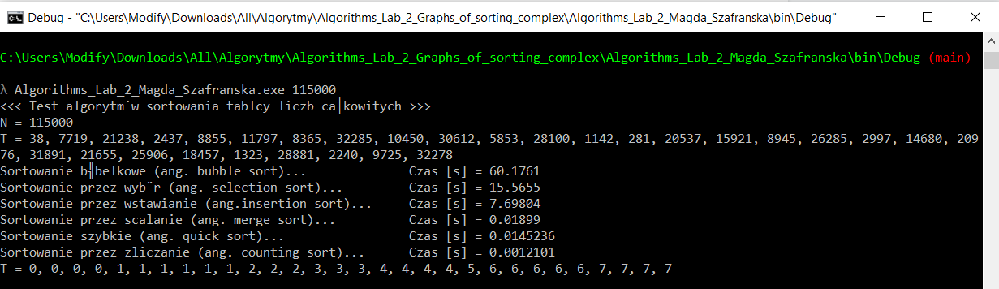 Debug - "C:\Users\Modify\Downloads\All\Algorytmy\Algorithms_Lab_2_Graphs_of_sorting_complex\Algorithms_Lab_2_Magda_Szafranska\bin\Debug"
C:\Users\Modify\Downloads\All\Algorytmy\Algorithms_Lab_2_Graphs_of_sorting_complex\Algorithms_Lab_2_Magda_Szafranska\bin\Debug (main)
λ Algorithms_Lab_2_Magda_Szafranska.exe 115000
<<< Test algorytm˘w sortowania tablcy liczb ca│kowitych >>>
N = 115000
T = 38, 7719, 21238, 2437, 8855, 11797, 8365, 32285, 10450, 30612, 5853, 28100, 1142, 281, 20537, 15921, 8945, 26285, 2997, 14680, 209
76, 31891, 21655, 25906, 18457, 1323, 28881, 2240, 9725, 32278
Sortowanie b╣belkowe (ang. bubble sort)... Czas [s] = 60.1761
Sortowanie przez wyb˘r (ang. selection sort)... Czas [s] = 15.5655
Sortowanie przez wstawianie (ang.insertion sort)... Czas [s] = 7.69804
Sortowanie przez scalanie (ang. merge sort)... Czas [s] = 0.01899
Sortowanie szybkie (ang. quick sort)... Czas [s] = 0.0145236
Sortowanie przez zliczanie (ang. counting sort)... Czas [s] = 0.0012101
T = 0, 0, 0, 0, 1, 1, 1, 1, 1, 1, 2, 2, 2, 3, 3, 3, 4, 4, 4, 4, 5, 6, 6, 6, 6, 6, 7, 7, 7, 7